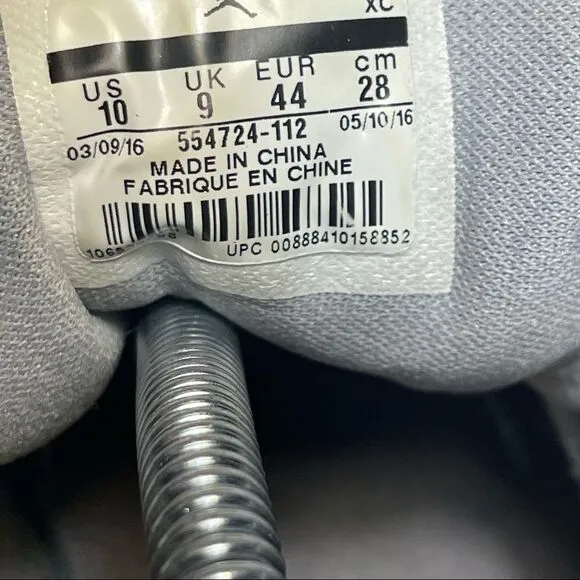 XC
US UK EUR cm
10 9 44 28
03/09/16 554724-112 05/10/16
MADE IN CHINA
FABRIQUE EN CHINE
UPC 00888410158852